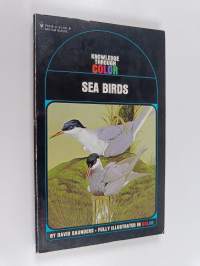 KNOWLEDGE
THROUGH
COLOR
SEA BIRDS
BY DAVID SAUNDERS • FULLY ILLUSTRATED IN COLOR